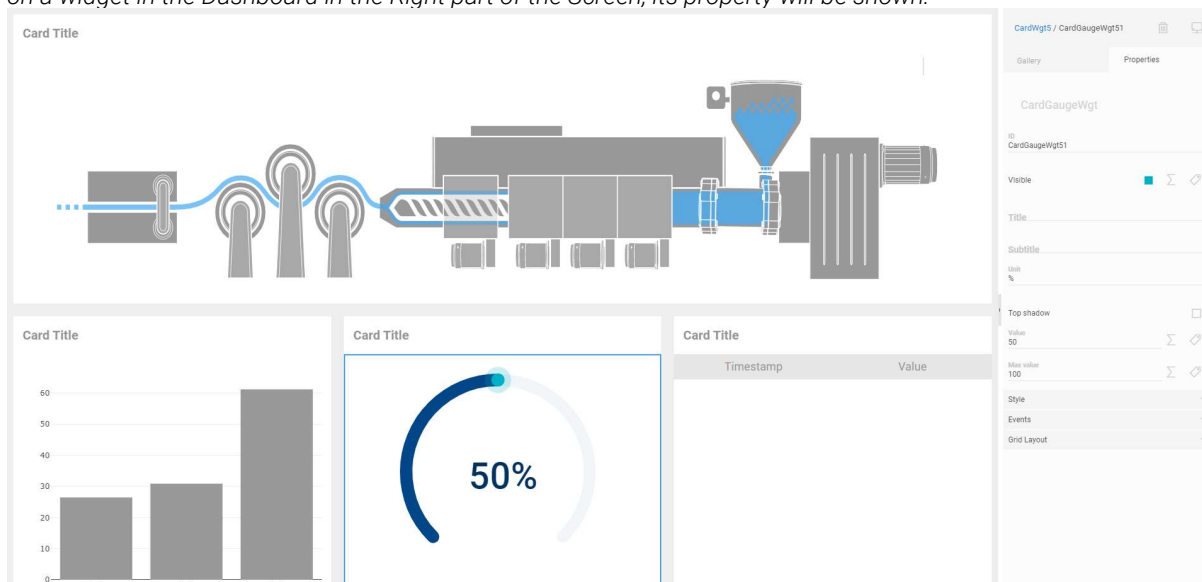 on a widget in the Dashboard in the Right part of the Screen, its property will be shown.
Card Title
Card Title
60
50
40
30
20
10
0
Card Title
50%
Card Title
Timestamp Value
CardWgt5 / CardGaugeWgt51
Gallery Properties
CardGaugeWgt
ID
CardGaugeWgt51
Visible
Title
Subtitle
Unit
%
Top shadow
Value
50
Max value
100
Style
Events
Grid Layout